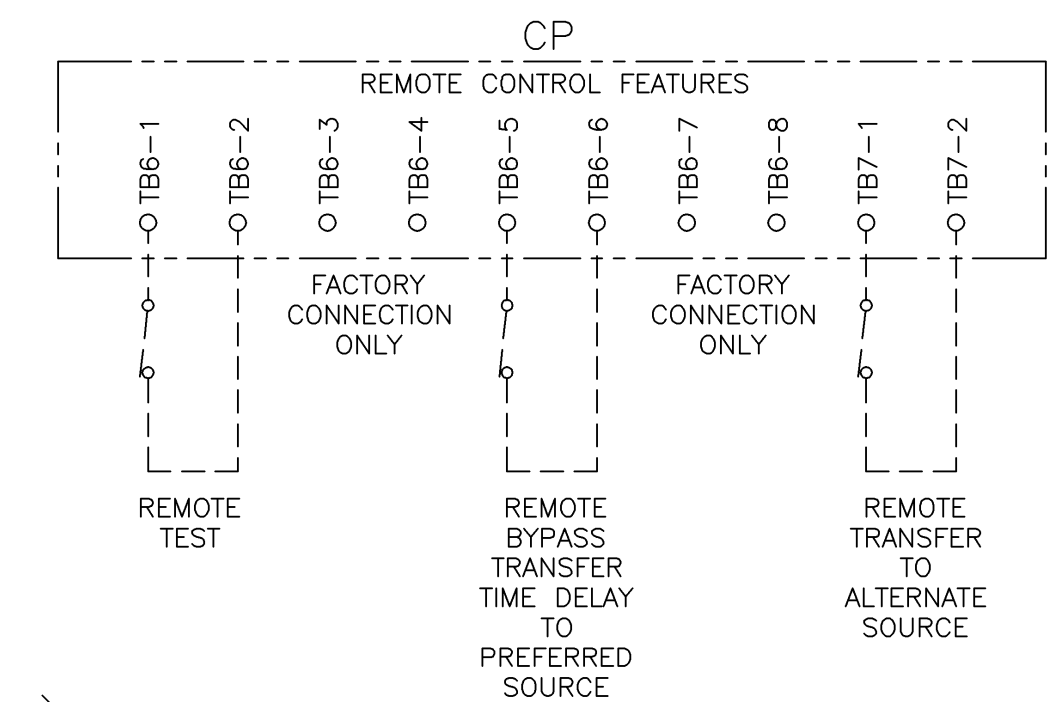 CP
REMOTE CONTROL FEATURES
TB6-1
TB6-2
TB6-3
TB6-4
TB6-5
TB6-6
TB6-7
TB6-8
TB7-1
TB7-2
FACTORY
CONNECTION
ONLY
FACTORY
CONNECTION
ONLY
REMOTE
TEST
REMOTE
BYPASS
TRANSFER
TIME DELAY
TO
PREFERRED
SOURCE
REMOTE
TRANSFER
TO
ALTERNATE
SOURCE